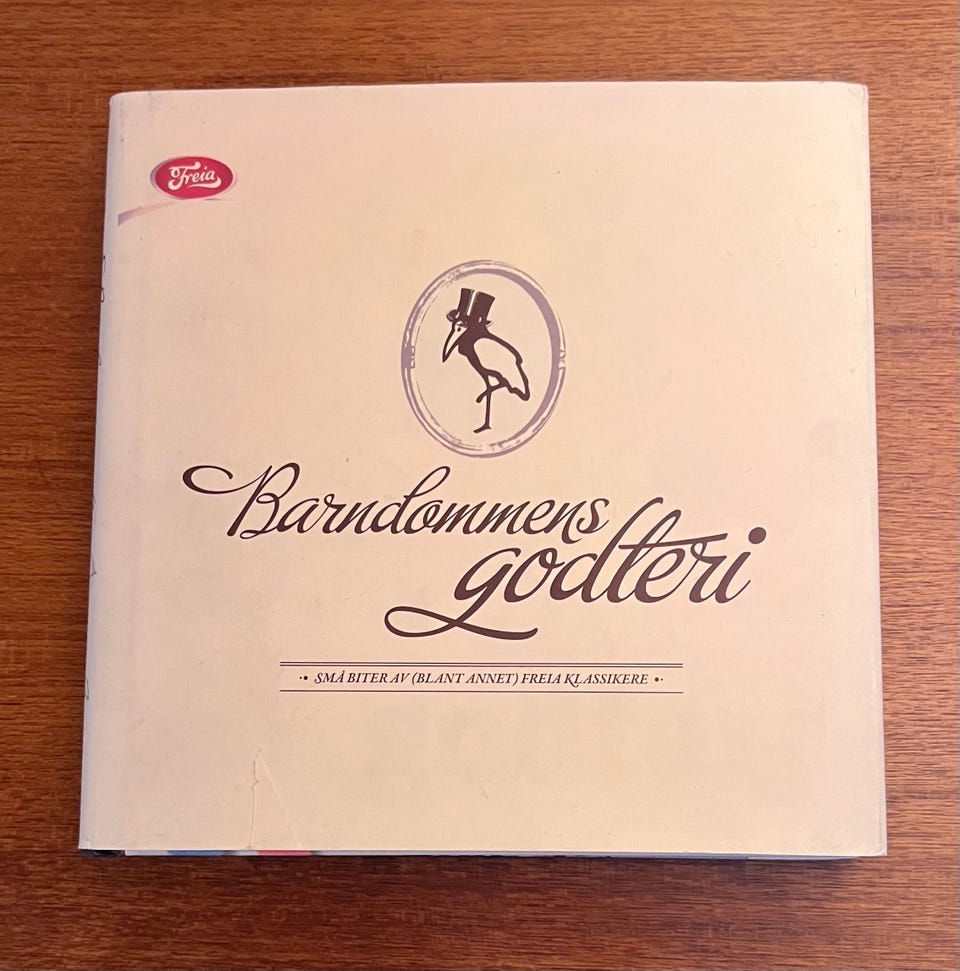 Freia
Barndommens
godteri
SMÅ BITER AV (BLANT ANNET) FREIA KLASSIKERE